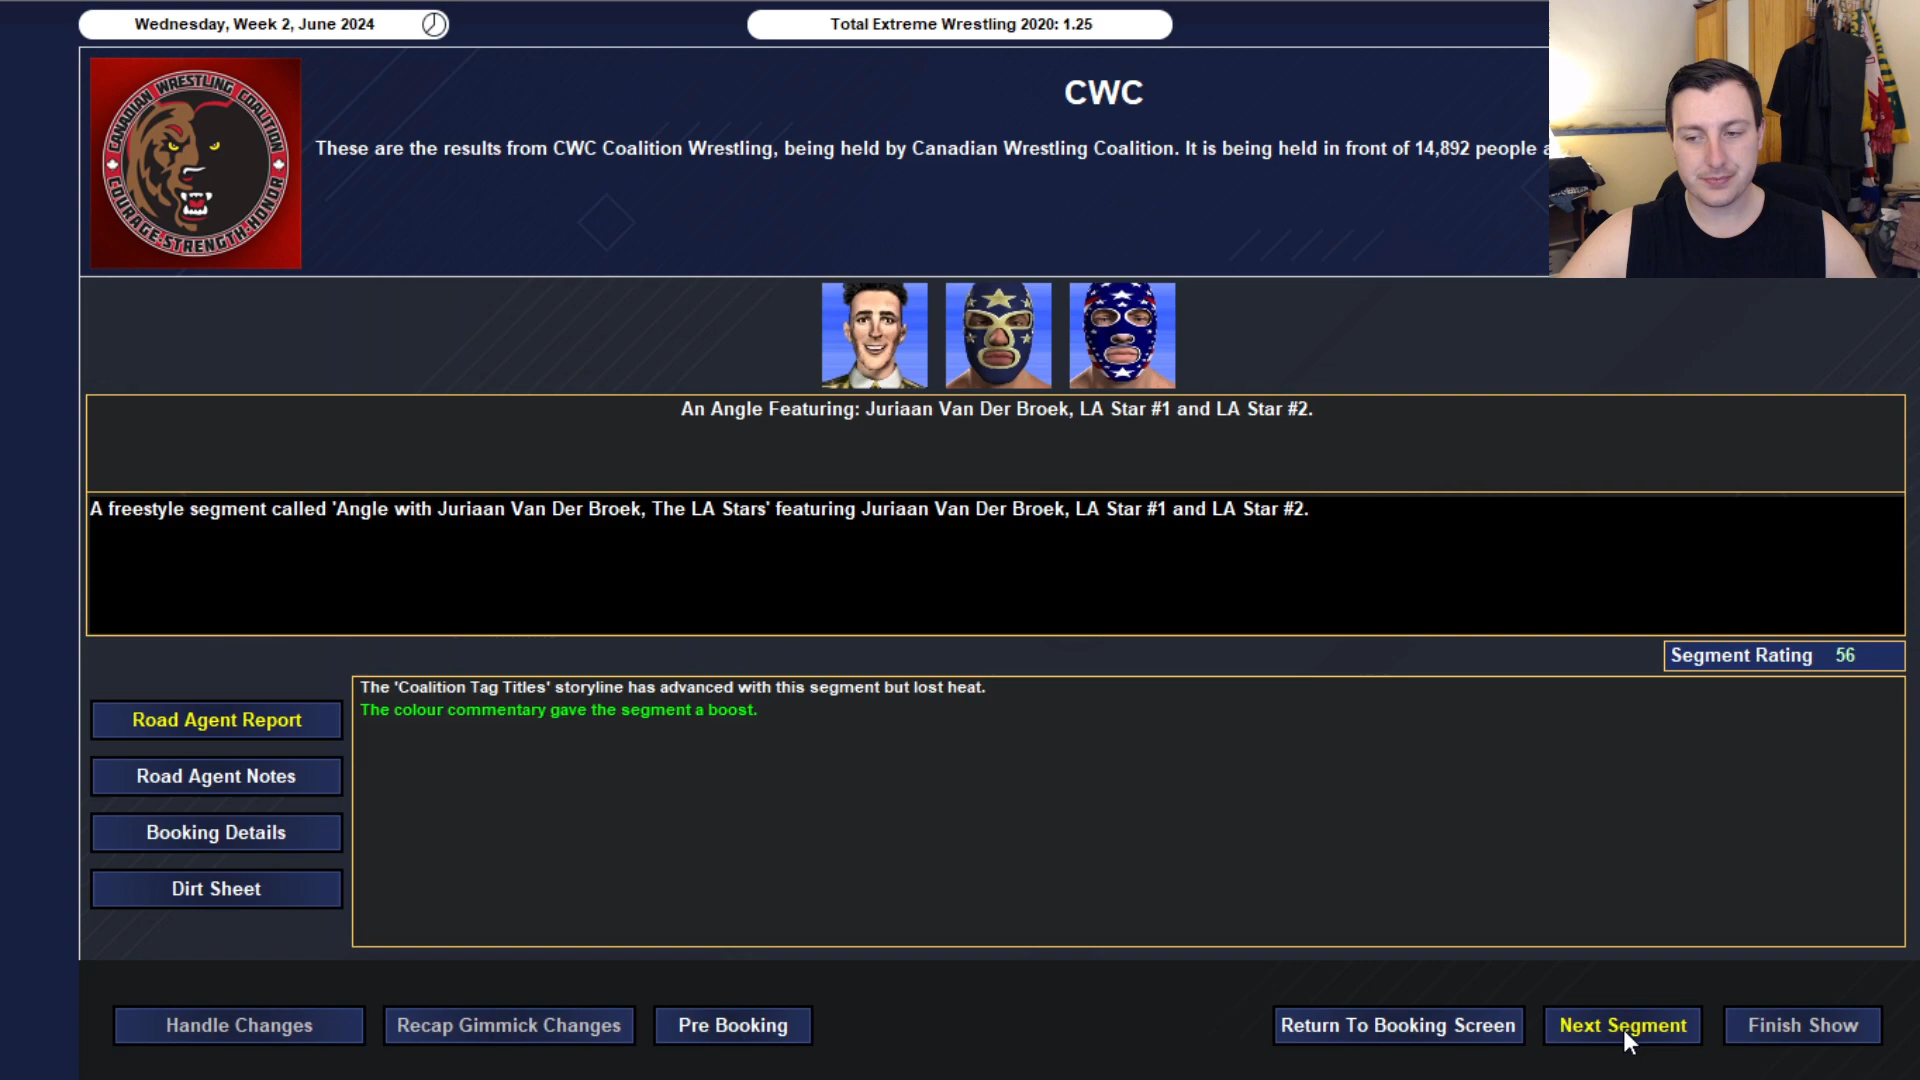 Wednesday, Week 2, June 2024
Total Extreme Wrestling 2020: 1.25
CANADIAN WRESTLING COALITION
COURAGE·STRENGTH·HONOR
CWC
These are the results from CWC Coalition Wrestling, being held by Canadian Wrestling Coalition. It is being held in front of 14,892 people a
An Angle Featuring: Juriaan Van Der Broek, LA Star #1 and LA Star #2.
A freestyle segment called 'Angle with Juriaan Van Der Broek, The LA Stars' featuring Juriaan Van Der Broek, LA Star #1 and LA Star #2.
Segment Rating 56
The 'Coalition Tag Titles' storyline has advanced with this segment but lost heat.
The colour commentary gave the segment a boost.
Road Agent Report
Road Agent Notes
Booking Details
Dirt Sheet
Handle Changes
Recap Gimmick Changes
Pre Booking
Return To Booking Screen
Next Segment
Finish Show